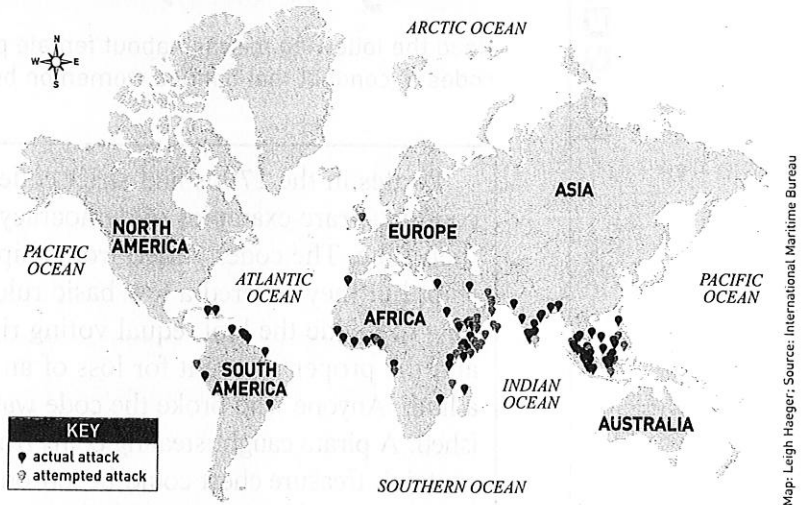 ARCTIC OCEAN
N
W
E
S
ASIA
NORTH
AMERICA
EUROPE
PACIFIC
OCEAN
ATLANTIC
OCEAN
PACIFIC
OCEAN
AFRICA
SOUTH
AMERICA
INDIAN
OCEAN
AUSTRALIA
KEY
actual attack
attempted attack
SOUTHERN OCEAN
Map: Leigh Haeger; Source: International Maritime Bureau